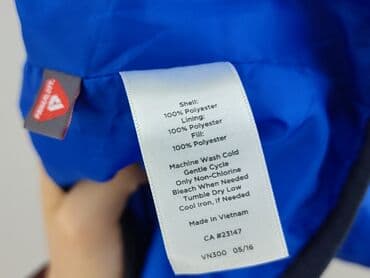 PRIMALOFT
Shell:
100% Polyester
Lining:
100% Polyester
Fill:
100% Polyester
Machine Wash Cold
Gentle Cycle
Only Non-Chlorine
Bleach When Needed
Tumble Dry Low
Cool Iron, if Needed
Made in Vietnam
CA #23147
VN300 05/16